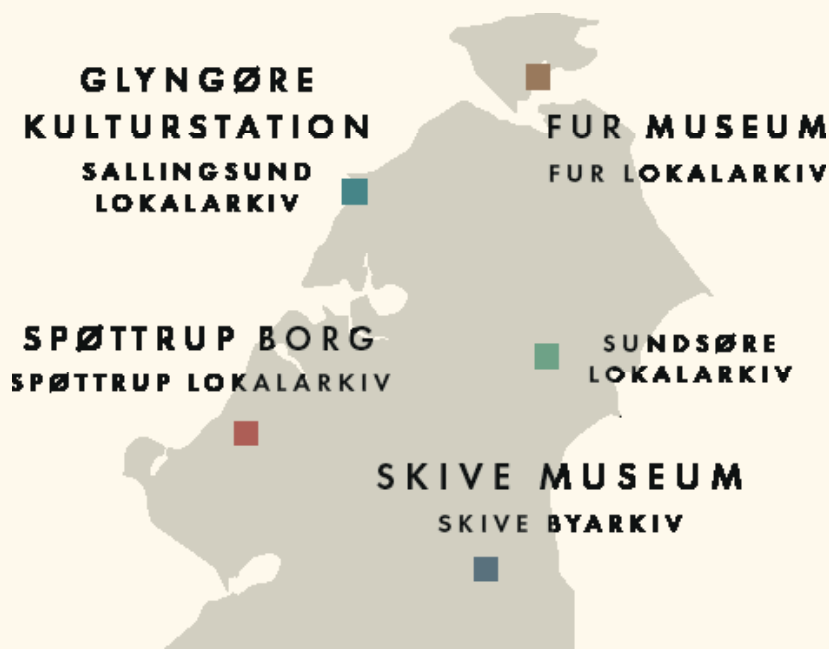 GLYNGØRE
KULTURSTATION
SALLINGSUND
LOKALARKIV
FUR MUSEUM
FUR LOKALARKIV
SPØTTRUP BORG
SPØTTRUP LOKALARKIV
SUNDSØRE
LOKALARKIV
SKIVE MUSEUM
SKIVE BYARKIV